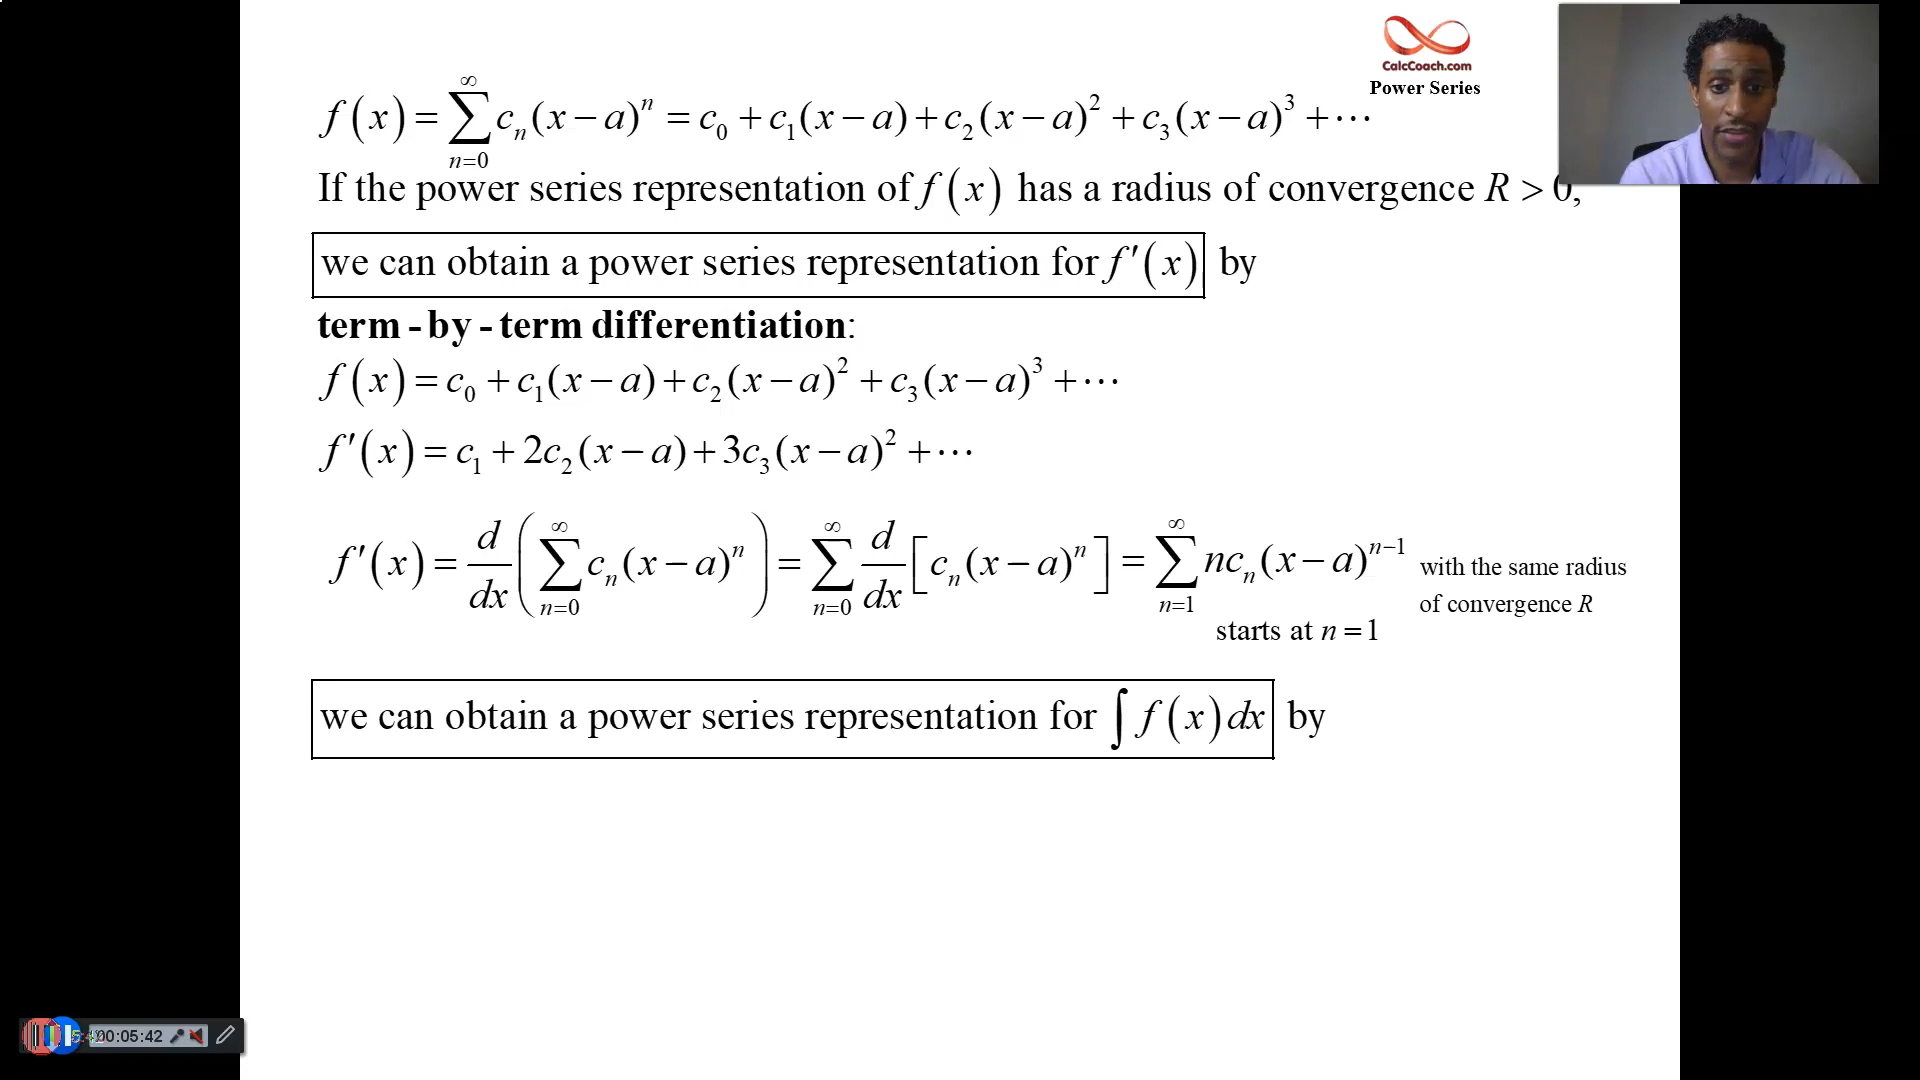 CalcCoach.com
Power Series
f(x) = ∑_{n=0}^{∞} c_n(x−a)^n = c_0 + c_1(x−a) + c_2(x−a)^2 + c_3(x−a)^3 + ⋯
If the power series representation of f(x) has a radius of convergence R > 0,
we can obtain a power series representation for f′(x) by
term - by - term differentiation:
f(x) = c_0 + c_1(x−a) + c_2(x−a)^2 + c_3(x−a)^3 + ⋯
f′(x) = c_1 + 2c_2(x−a) + 3c_3(x−a)^2 + ⋯
f′(x) = d/dx (∑_{n=0}^{∞} c_n(x−a)^n) = ∑_{n=0}^{∞} d/dx [c_n(x−a)^n] = ∑_{n=1}^{∞} nc_n(x−a)^{n−1}
with the same radius
of convergence R
starts at n = 1
we can obtain a power series representation for ∫ f(x) dx by
00:05:42